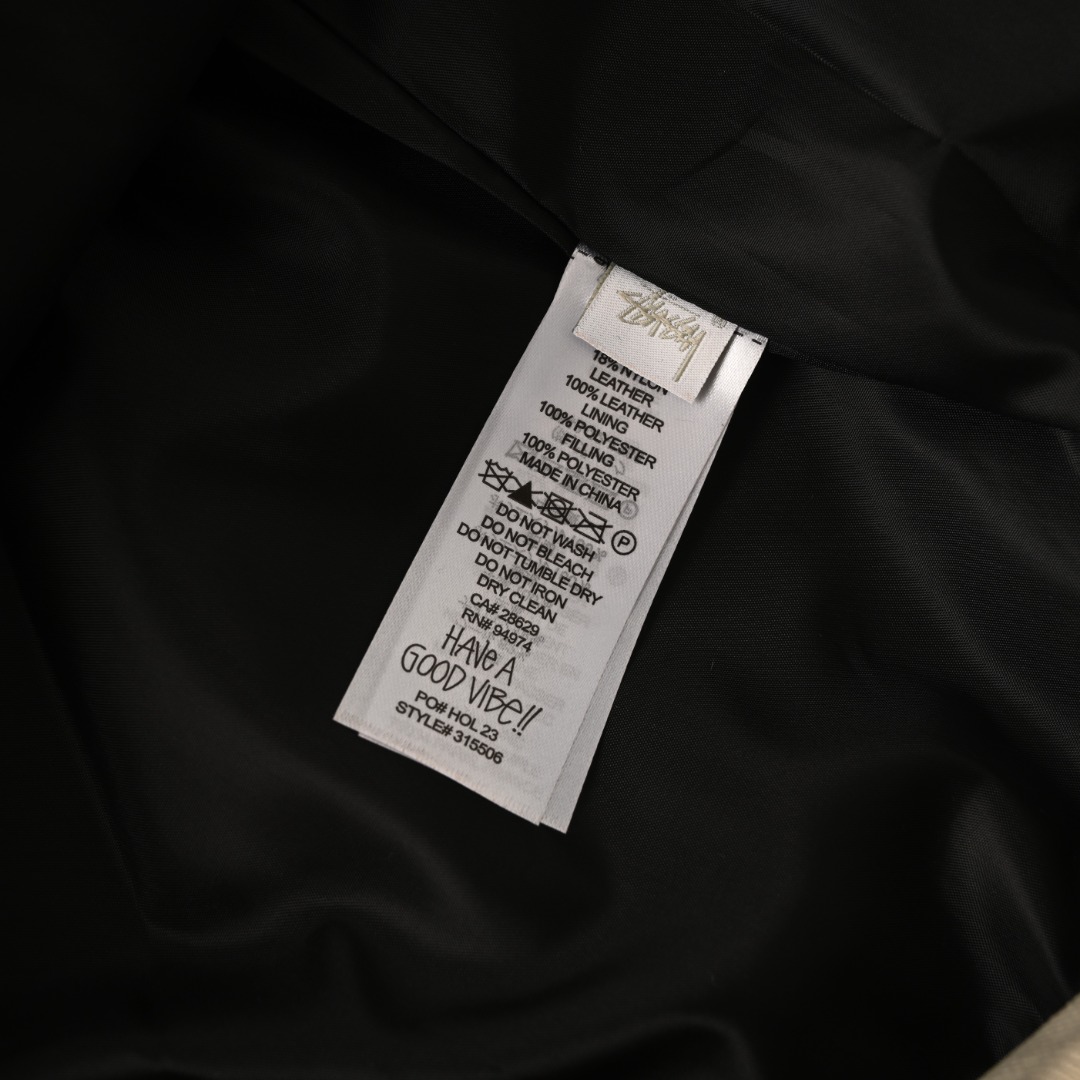 Stüssy
18% NYLON
LEATHER
100% LEATHER
LINING
100% POLYESTER
FILLING
100% POLYESTER
MADE IN CHINA
P
DO NOT WASH
DO NOT BLEACH
DO NOT TUMBLE DRY
DO NOT IRON
DRY CLEAN
CA# 28629
RN# 94974
HAVE A
GOOD VIBE!!
PO# HOL 23
STYLE# 315506